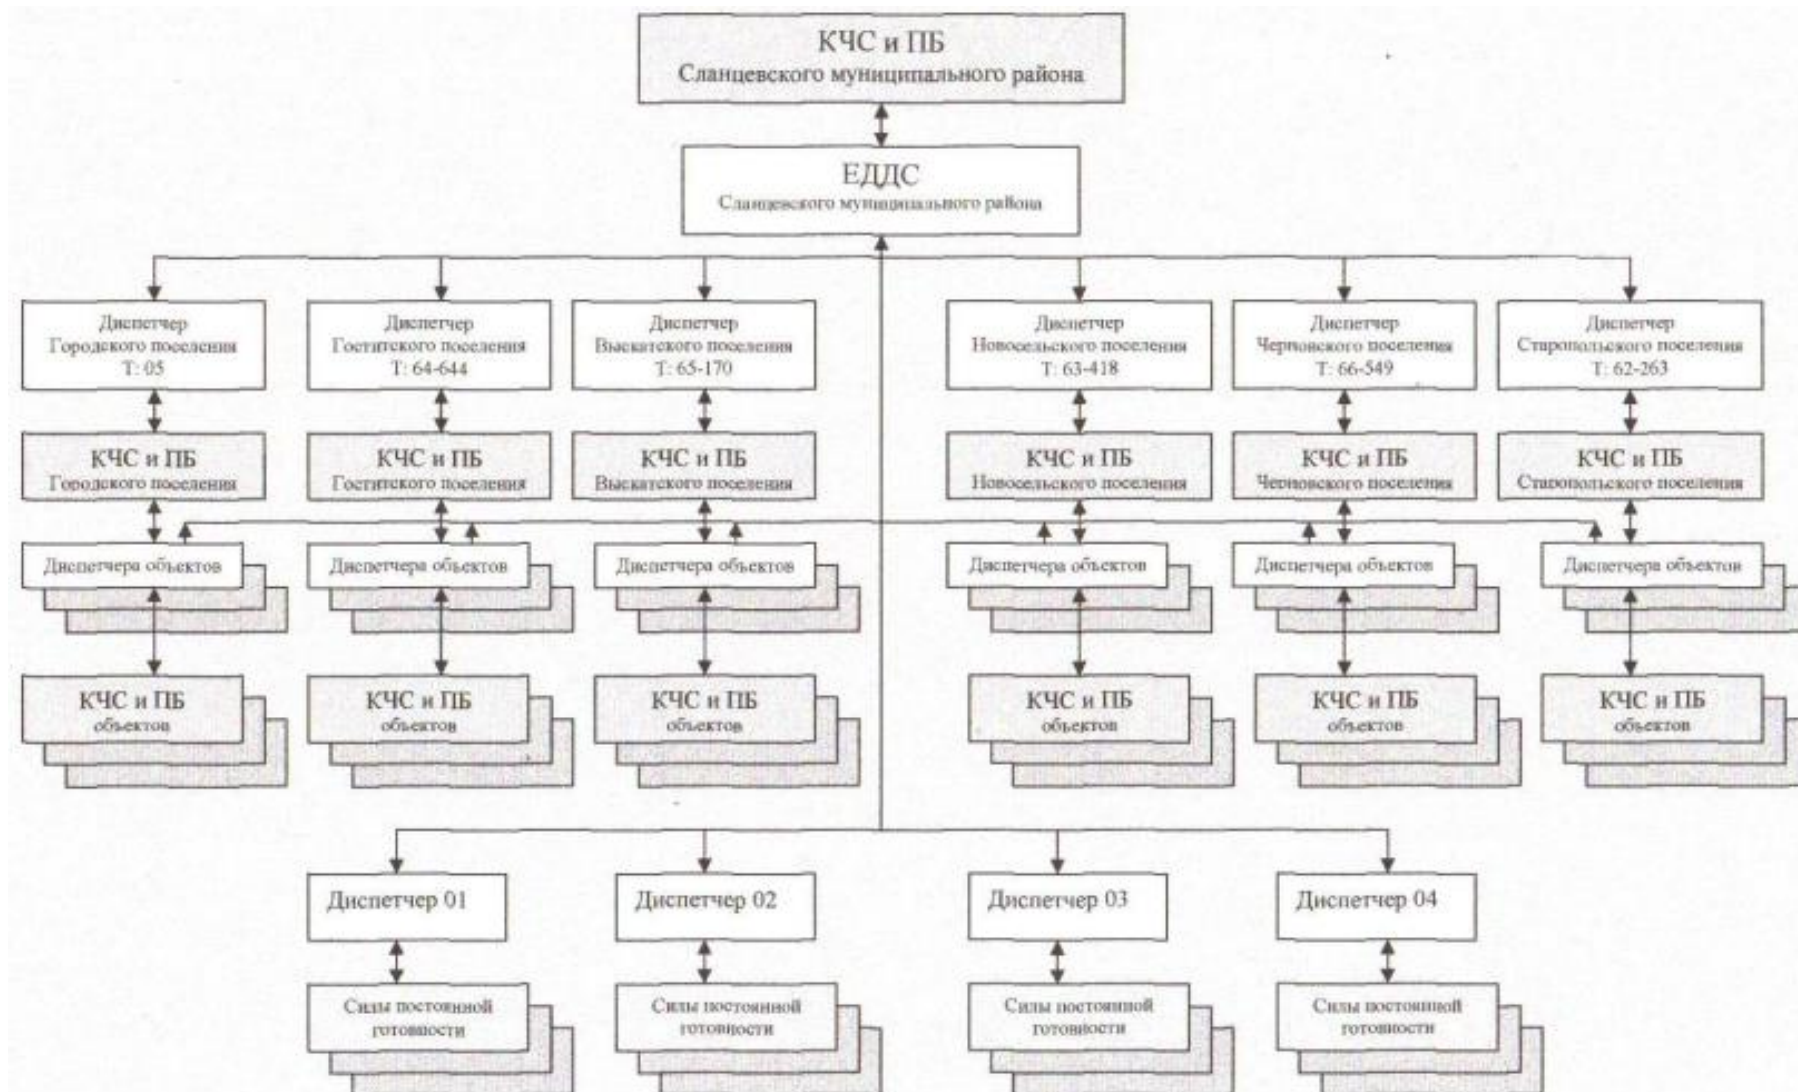 КЧС и ПБ
Сланцевского муниципального района
ЕДДС
Сланцевского муниципального района
Диспетчер
Городского поселения
Т: 05
Диспетчер
Гостицкого поселения
Т: 64-644
Диспетчер
Выскатского поселения
Т: 65-170
Диспетчер
Новосельского поселения
Т: 63-418
Диспетчер
Черновского поселения
Т: 66-549
Диспетчер
Старопольского поселения
Т: 62-263
КЧС и ПБ
Городского поселения
КЧС и ПБ
Гостицкого поселения
КЧС и ПБ
Выскатского поселения
КЧС и ПБ
Новосельского поселения
КЧС и ПБ
Черновского поселения
КЧС и ПБ
Старопольского поселения
Диспетчера объектов
Диспетчера объектов
Диспетчера объектов
Диспетчера объектов
Диспетчера объектов
Диспетчера объектов
КЧС и ПБ
объектов
КЧС и ПБ
объектов
КЧС и ПБ
объектов
КЧС и ПБ
объектов
КЧС и ПБ
объектов
КЧС и ПБ
объектов
Диспетчер 01
Диспетчер 02
Диспетчер 03
Диспетчер 04
Силы постоянной
готовности
Силы постоянной
готовности
Силы постоянной
готовности
Силы постоянной
готовности